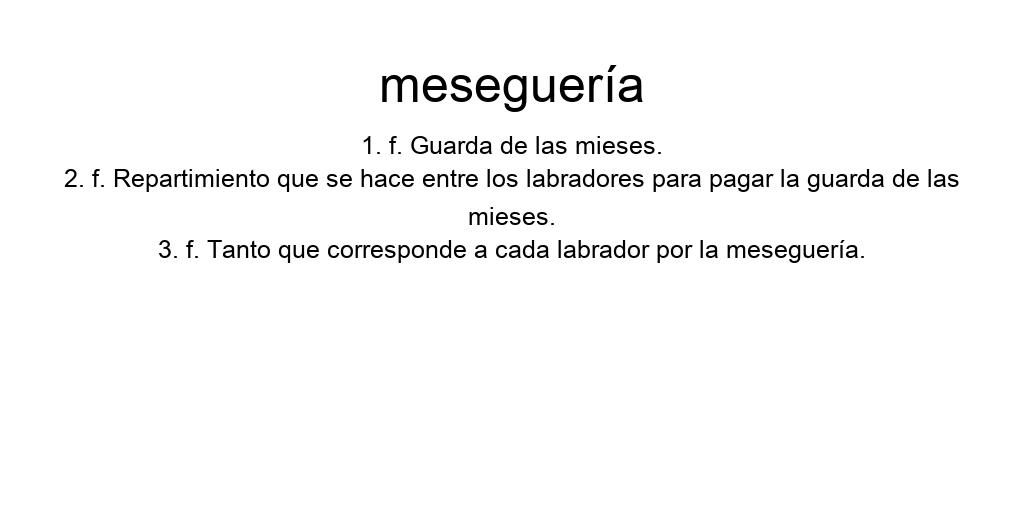 meseguería
1. f. Guarda de las mieses.
2. f. Repartimiento que se hace entre los labradores para pagar la guarda de las
mieses.
3. f. Tanto que corresponde a cada labrador por la meseguería.